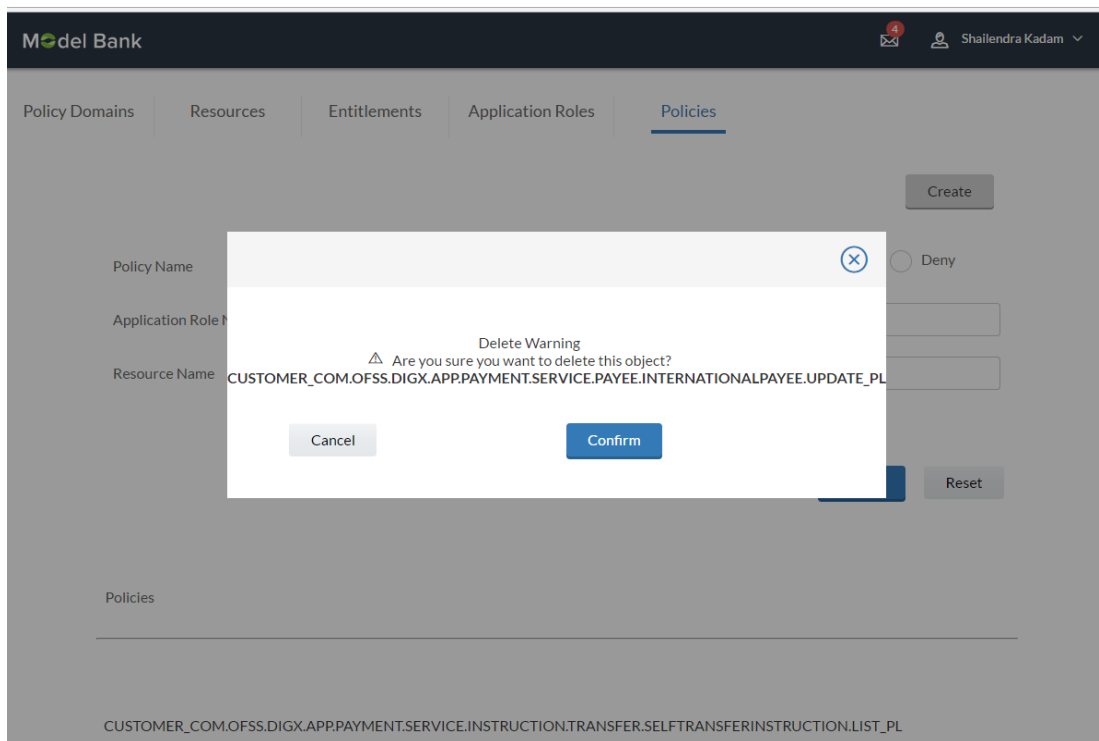 Model Bank
4
Shailendra Kadam
Policy Domains Resources Entitlements Application Roles Policies
Create
Policy Name
Deny
Application Role N
Resource Name
Delete Warning
Are you sure you want to delete this object?
CUSTOMER_COM.OFSS.DIGX.APP.PAYMENT.SERVICE.PAYEE.INTERNATIONALPAYEE.UPDATE_PL
Cancel Confirm
Reset
Policies
CUSTOMER_COM.OFSS.DIGX.APP.PAYMENT.SERVICE.INSTRUCTION.TRANSFER.SELFTRANSFERINSTRUCTION.LIST_PL